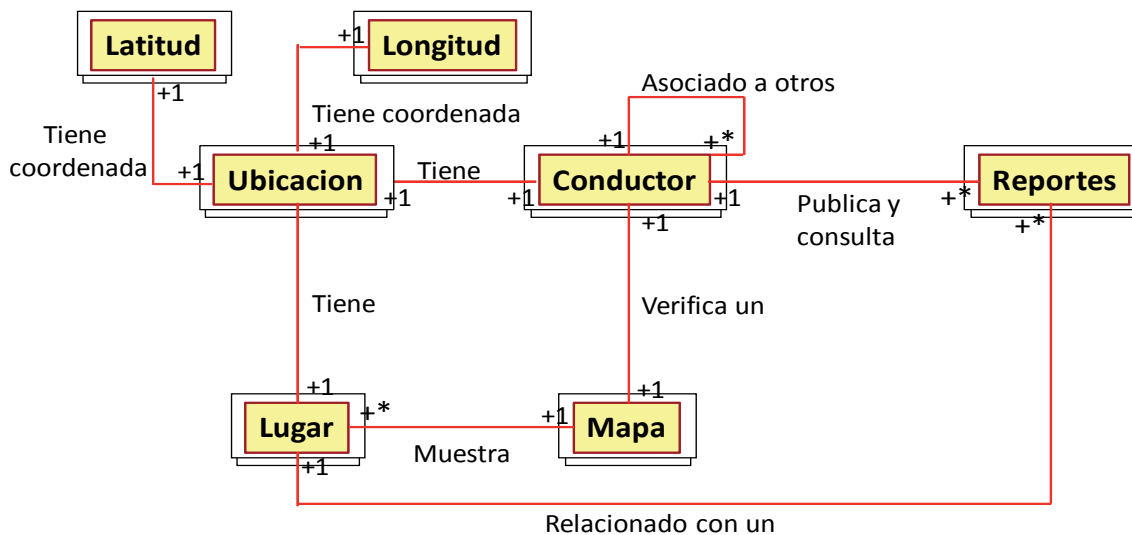 Latitud
+1
Longitud
+1
Asociado a otros
Tiene
coordenada
Tiene coordenada
+1
+1
+*
+1
Ubicacion
+1
Tiene
+1
Conductor
+1
+1
Publica y
consulta
+*
Reportes
+*
Tiene
Verifica un
+1
+1
Lugar
+*
+1
Mapa
Muestra
+1
Relacionado con un